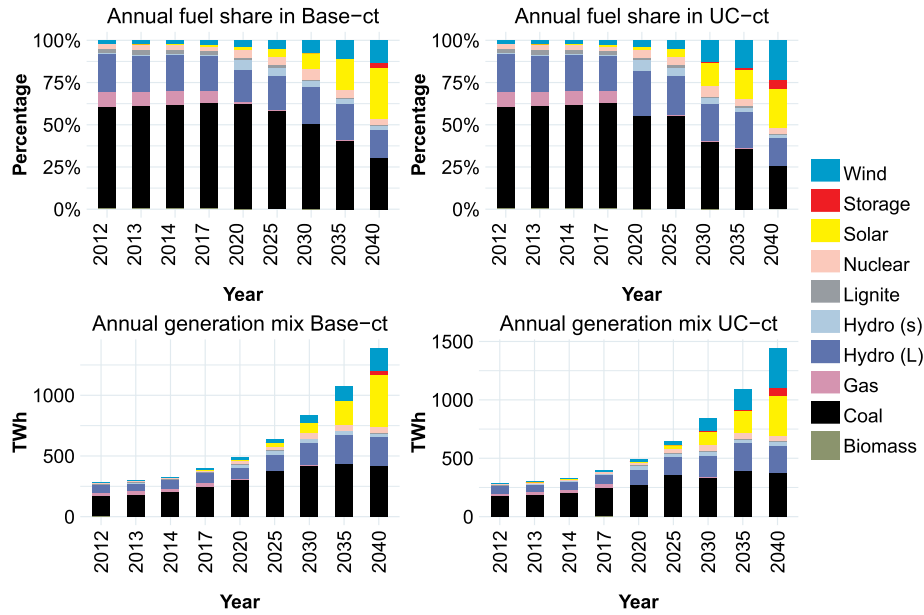 Annual fuel share in Base−ct
Percentage
100%
75%
50%
25%
0%
2012
2013
2014
2017
2020
2025
2030
2035
2040
Year
Annual fuel share in UC−ct
Percentage
100%
75%
50%
25%
0%
2012
2013
2014
2017
2020
2025
2030
2035
2040
Year
Annual generation mix Base−ct
TWh
1000
500
0
2012
2013
2014
2017
2020
2025
2030
2035
2040
Year
Annual generation mix UC−ct
TWh
1500
1000
500
0
2012
2013
2014
2017
2020
2025
2030
2035
2040
Year
Wind
Storage
Solar
Nuclear
Lignite
Hydro (s)
Hydro (L)
Gas
Coal
Biomass